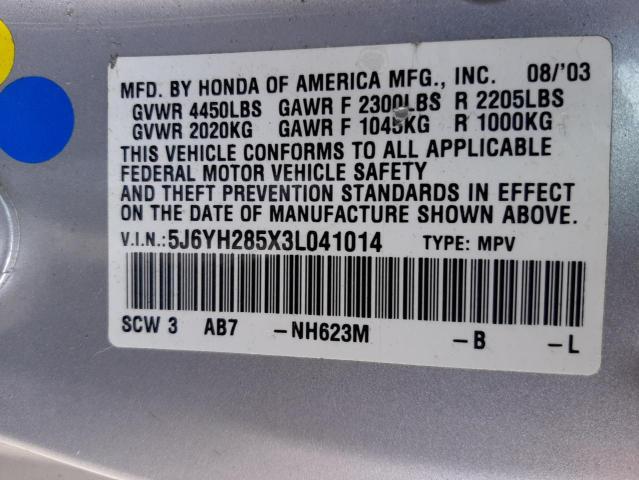 MFD. BY HONDA OF AMERICA MFG., INC. 08/'03
GVWR 4450LBS GAWR F 2300LBS R 2205LBS
GVWR 2020KG GAWR F 1045KG R 1000KG
THIS VEHICLE CONFORMS TO ALL APPLICABLE
FEDERAL MOTOR VEHICLE SAFETY
AND THEFT PREVENTION STANDARDS IN EFFECT
ON THE DATE OF MANUFACTURE SHOWN ABOVE.
V.I.N.:5J6YH285X3L041014 TYPE: MPV
SCW 3 AB7 -NH623M -B -L